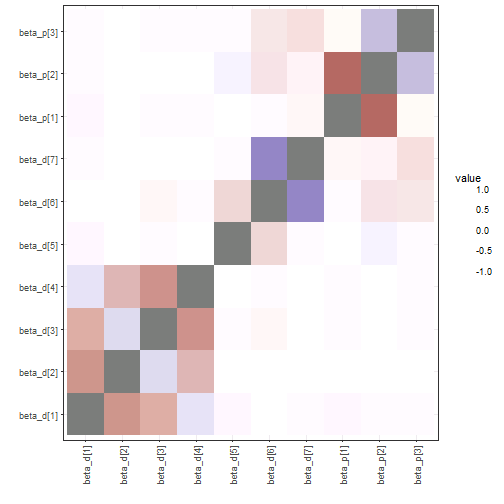 beta_p[3]
beta_p[2]
beta_p[1]
beta_d[7]
beta_d[6]
beta_d[5]
beta_d[4]
beta_d[3]
beta_d[2]
beta_d[1]
value
1.0
0.5
0.0
-0.5
-1.0
beta_d[1]
beta_d[2]
beta_d[3]
beta_d[4]
beta_d[5]
beta_d[6]
beta_d[7]
beta_p[1]
beta_p[2]
beta_p[3]